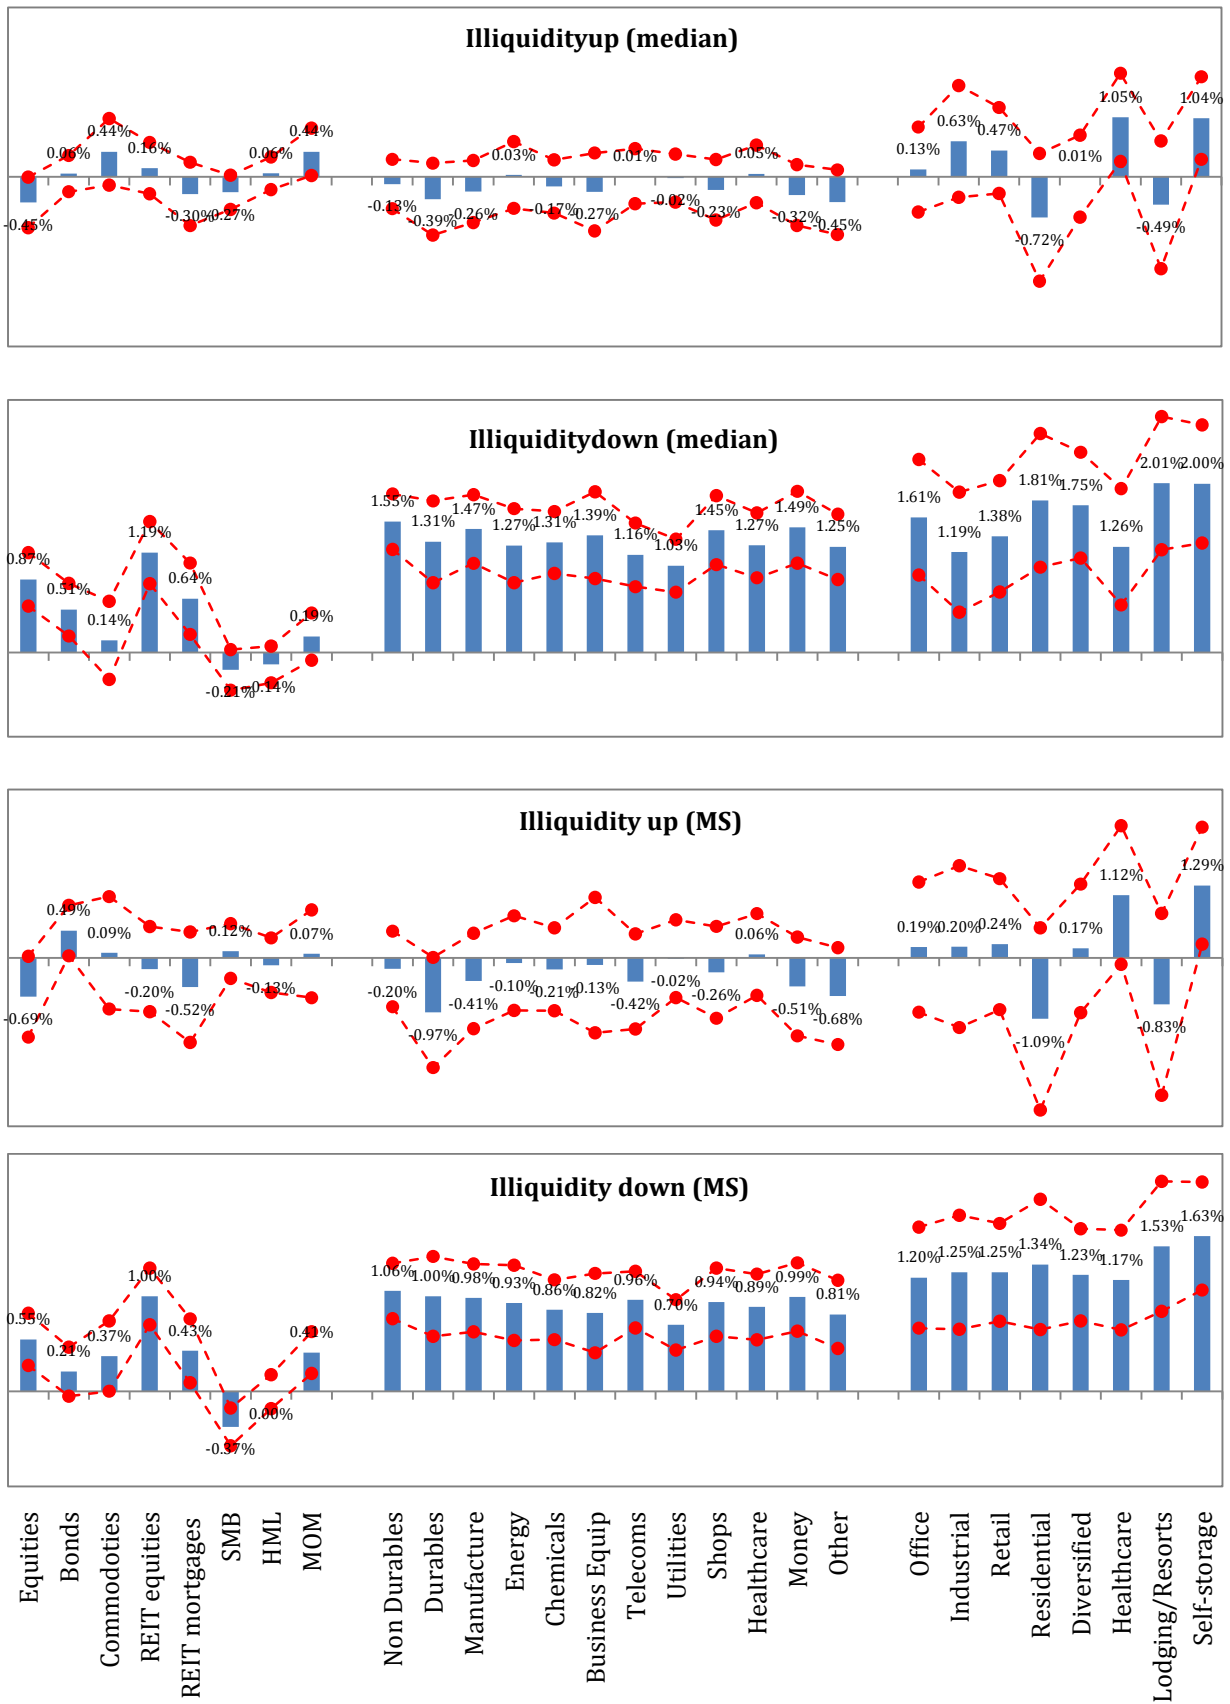 Illiquidityup (median)
-0.45% 0.06% 0.44% 0.16% -0.30% -0.27% 0.06% 0.44%
-0.13% -0.39% -0.26% 0.03% -0.17% -0.27% 0.01% -0.02% -0.23% 0.05% -0.32% -0.45%
0.13% 0.63% 0.47% -0.72% 0.01% 1.05% -0.49% 1.04%
Illiquiditydown (median)
0.87% 0.51% 0.14% 1.19% 0.64% -0.21% -0.14% 0.19%
1.55% 1.31% 1.47% 1.27% 1.31% 1.39% 1.16% 1.03% 1.45% 1.27% 1.49% 1.25%
1.61% 1.19% 1.38% 1.81% 1.75% 1.26% 2.01% 2.00%
Illiquidity up (MS)
-0.69% 0.49% 0.09% -0.20% -0.52% 0.12% -0.13% 0.07%
-0.20% -0.97% -0.41% -0.10% -0.21% -0.13% -0.42% -0.02% -0.26% 0.06% -0.51% -0.68%
0.19% 0.20% 0.24% -1.09% 0.17% 1.12% -0.83% 1.29%
Illiquidity down (MS)
0.55% 0.21% 0.37% 1.00% 0.43% -0.37% 0.00% 0.41%
1.06% 1.00% 0.98% 0.93% 0.86% 0.82% 0.96% 0.70% 0.94% 0.89% 0.99% 0.81%
1.20% 1.25% 1.25% 1.34% 1.23% 1.17% 1.53% 1.63%
Equities
Bonds
Commodoties
REIT equities
REIT mortgages
SMB
HML
MOM
Non Durables
Durables
Manufacture
Energy
Chemicals
Business Equip
Telecoms
Utilities
Shops
Healthcare
Money
Other
Office
Industrial
Retail
Residential
Diversified
Healthcare
Lodging/Resorts
Self-storage